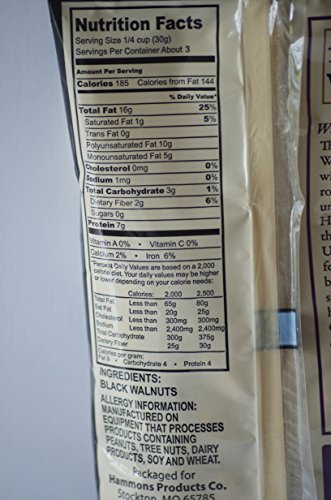 Nutrition Facts
Serving Size 1/4 cup (30g)
Servings Per Container About 3
Amount Per Serving
Calories 185 Calories from Fat 144
% Daily Value*
Total Fat 16g 25%
Saturated Fat 1g 5%
Trans Fat 0g
Polyunsaturated Fat 10g
Monounsaturated Fat 5g
Cholesterol 0mg 0%
Sodium 1mg 0%
Total Carbohydrate 3g 1%
Dietary Fiber 2g 6%
Sugars 0g
Protein 7g
Vitamin A 0% • Vitamin C 0%
Calcium 2% • Iron 6%
*Percent Daily Values are based on a 2,000
calorie diet. Your daily values may be higher
or lower depending on your calorie needs:
Calories: 2,000 2,500
Total Fat Less than 65g 80g
Sat Fat Less than 20g 25g
Cholesterol Less than 300mg 300mg
Sodium Less than 2,400mg 2,400mg
Total Carbohydrate 300g 375g
Dietary Fiber 25g 30g
Calories per gram:
Fat 9 • Carbohydrate 4 • Protein 4
INGREDIENTS:
BLACK WALNUTS
ALLERGY INFORMATION:
MANUFACTURED ON
EQUIPMENT THAT PROCESSES
PRODUCTS CONTAINING
PEANUTS, TREE NUTS, DAIRY
PRODUCTS, SOY AND WHEAT.
Packaged for
Hammons Products Co.
Stockton, MO 65785